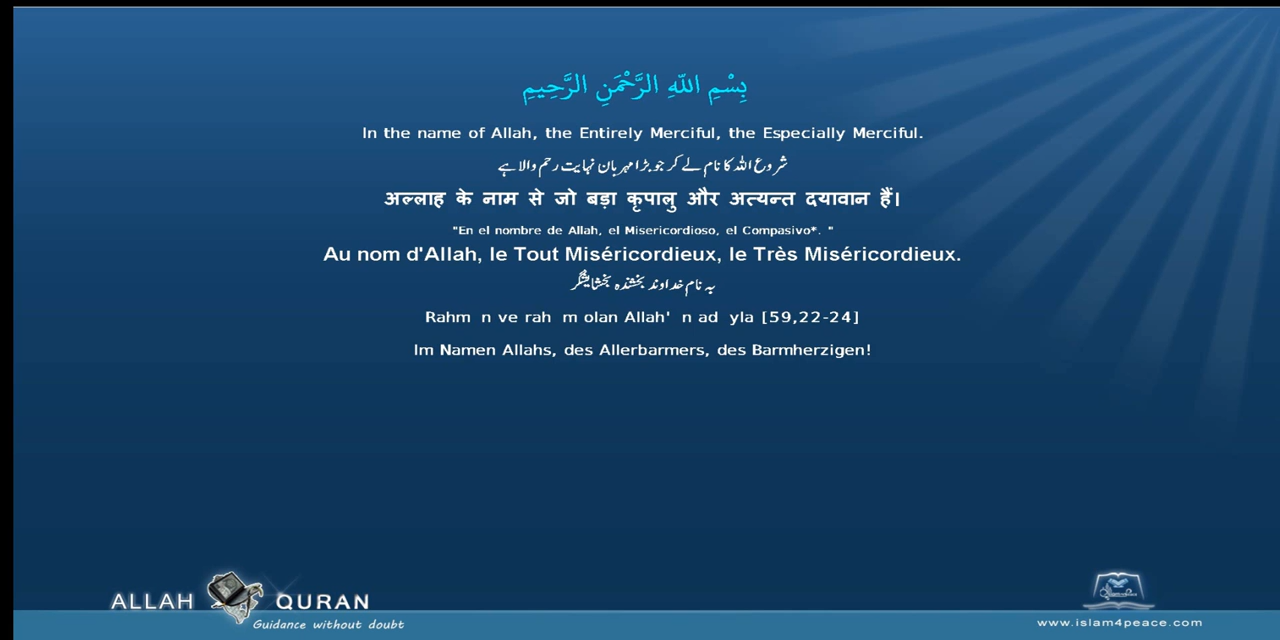 بِسْمِ اللَّهِ الرَّحْمَنِ الرَّحِيمِ
In the name of Allah, the Entirely Merciful, the Especially Merciful.
شروع اللہ کا نام لے کر جو بڑا مہربان نہایت رحم والا ہے
अल्लाह के नाम से जो बड़ा कृपालु और अत्यन्त दयावान हैं।
"En el nombre de Allah, el Misericordioso, el Compasivo*. "
Au nom d'Allah, le Tout Miséricordieux, le Très Miséricordieux.
به نام خداوند بخشنده بخشایشگر
Rahm n ve rah m olan Allah' n ad yla [59,22-24]
Im Namen Allahs, des Allerbarmers, des Barmherzigen!
ALLAH QURAN
Guidance without doubt
www.islam4peace.com